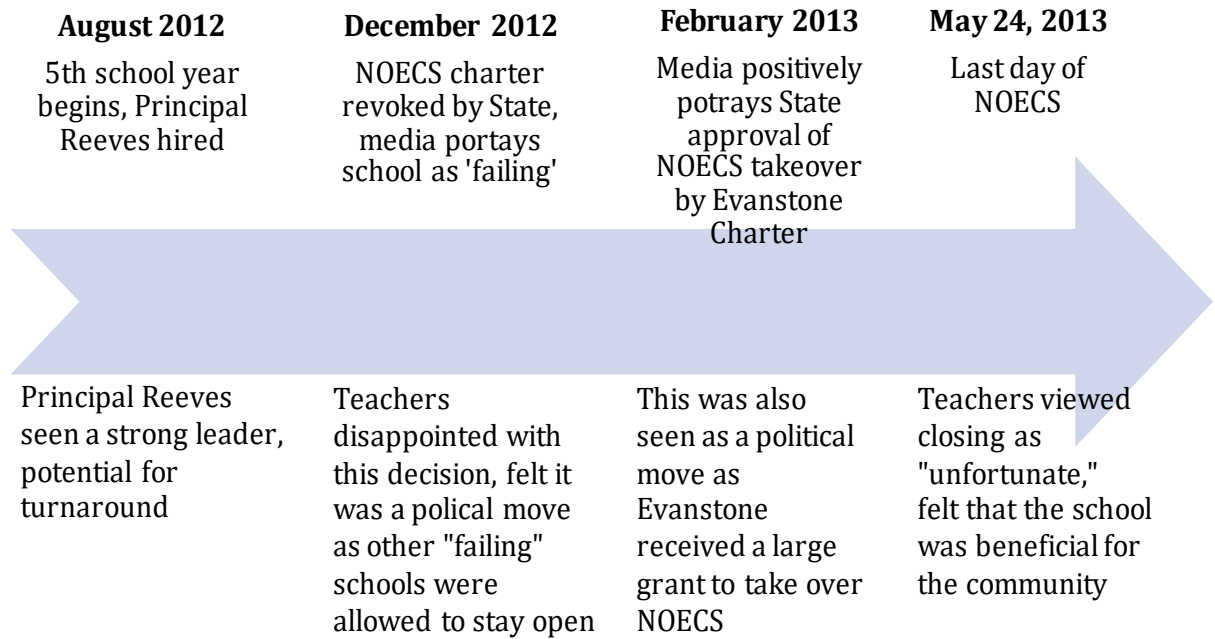 August 2012
5th school year
begins, Principal
Reeves hired
December 2012
NOECS charter
revoked by State,
media portays
school as 'failing'
February 2013
Media positively
potrays State
approval of
NOECS takeover
by Evanstone
Charter
May 24, 2013
Last day of
NOECS
Principal Reeves
seen a strong leader,
potential for
turnaround
Teachers
disappointed with
this decision, felt it
was a polical move
as other "failing"
schools were
allowed to stay open
This was also
seen as a political
move as
Evanstone
received a large
grant to take over
NOECS
Teachers viewed
closing as
"unfortunate,"
felt that the school
was beneficial for
the community